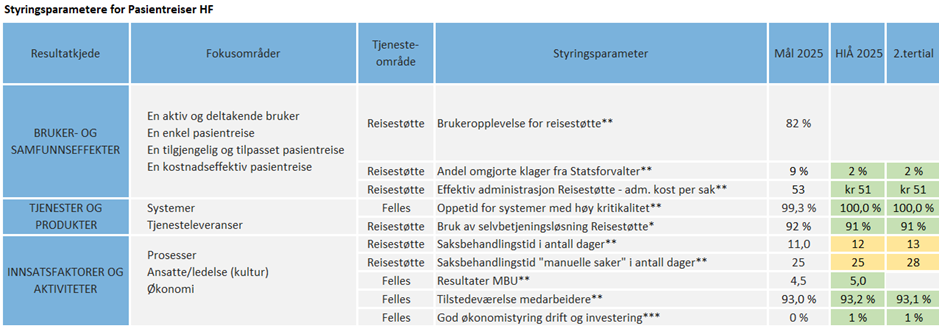 Styringsparametere for Pasientreiser HF
Resultatkjede Fokusområder Tjeneste-område Styringsparameter Mål 2025 HIÅ 2025 2.tertial
BRUKER- OG SAMFUNNSEFFEKTER
En aktiv og deltakende bruker
En enkel pasientreise
En tilgjengelig og tilpasset pasientreise
En kostnadseffektiv pasientreise
Reisestøtte Brukeropplevelse for reisestøtte** 82 %
Reisestøtte Andel omgjorte klager fra Statsforvalter** 9 % 2 % 2 %
Reisestøtte Effektiv administrasjon Reisestøtte - adm. kost per sak** 53 kr 51 kr 51
TJENESTER OG PRODUKTER
Systemer
Tjenesteleveranser
Felles Oppetid for systemer med høy kritikalitet** 99,3 % 100,0 % 100,0 %
Reisestøtte Bruk av selvbetjeningsløsning Reisestøtte* 92 % 91 % 91 %
INNSATSFAKTORER OG AKTIVITETER
Prosesser
Ansatte/ledelse (kultur)
Økonomi
Reisestøtte Saksbehandlingstid i antall dager** 11,0 12 13
Reisestøtte Saksbehandlingstid "manuelle saker" i antall dager** 25 25 28
Felles Resultater MBU** 4,5 5,0
Felles Tilstedeværelse medarbeidere** 93,0 % 93,2 % 93,1 %
Felles God økonomistyring drift og investering*** 0 % 1 % 1 %